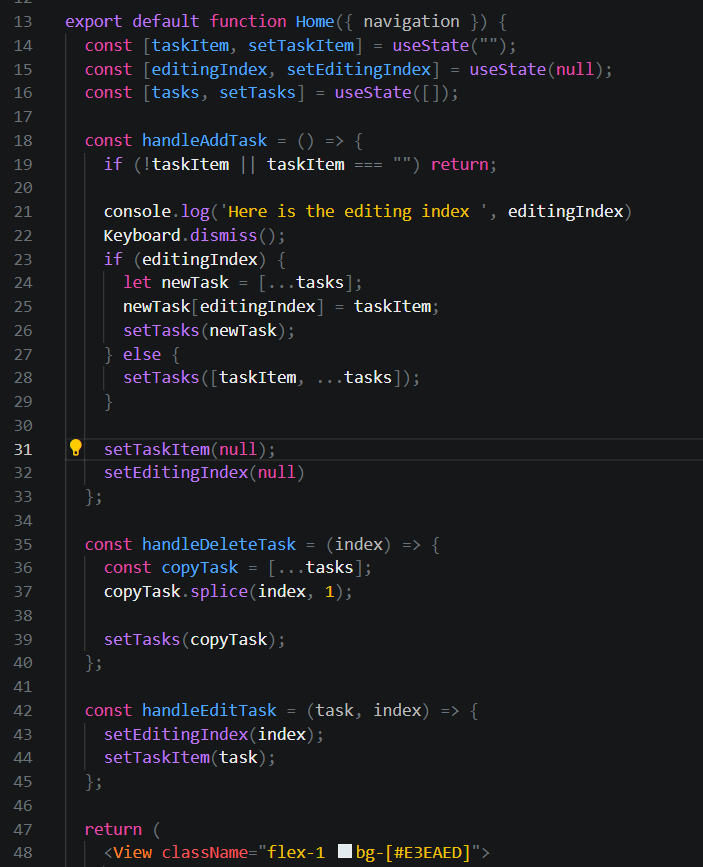 13 export default function Home({ navigation }) {
14 const [taskItem, setTaskItem] = useState("");
15 const [editingIndex, setEditingIndex] = useState(null);
16 const [tasks, setTasks] = useState([]);
17
18 const handleAddTask = () => {
19 if (!taskItem || taskItem === "") return;
20
21 console.log('Here is the editing index ', editingIndex)
22 Keyboard.dismiss();
23 if (editingIndex) {
24 let newTask = [...tasks];
25 newTask[editingIndex] = taskItem;
26 setTasks(newTask);
27 } else {
28 setTasks([taskItem, ...tasks]);
29 }
30
31 setTaskItem(null);
32 setEditingIndex(null)
33 };
34
35 const handleDeleteTask = (index) => {
36 const copyTask = [...tasks];
37 copyTask.splice(index, 1);
38
39 setTasks(copyTask);
40 };
41
42 const handleEditTask = (task, index) => {
43 setEditingIndex(index);
44 setTaskItem(task);
45 };
46
47 return (
48 <View className="flex-1 bg-[#E3EAED]">